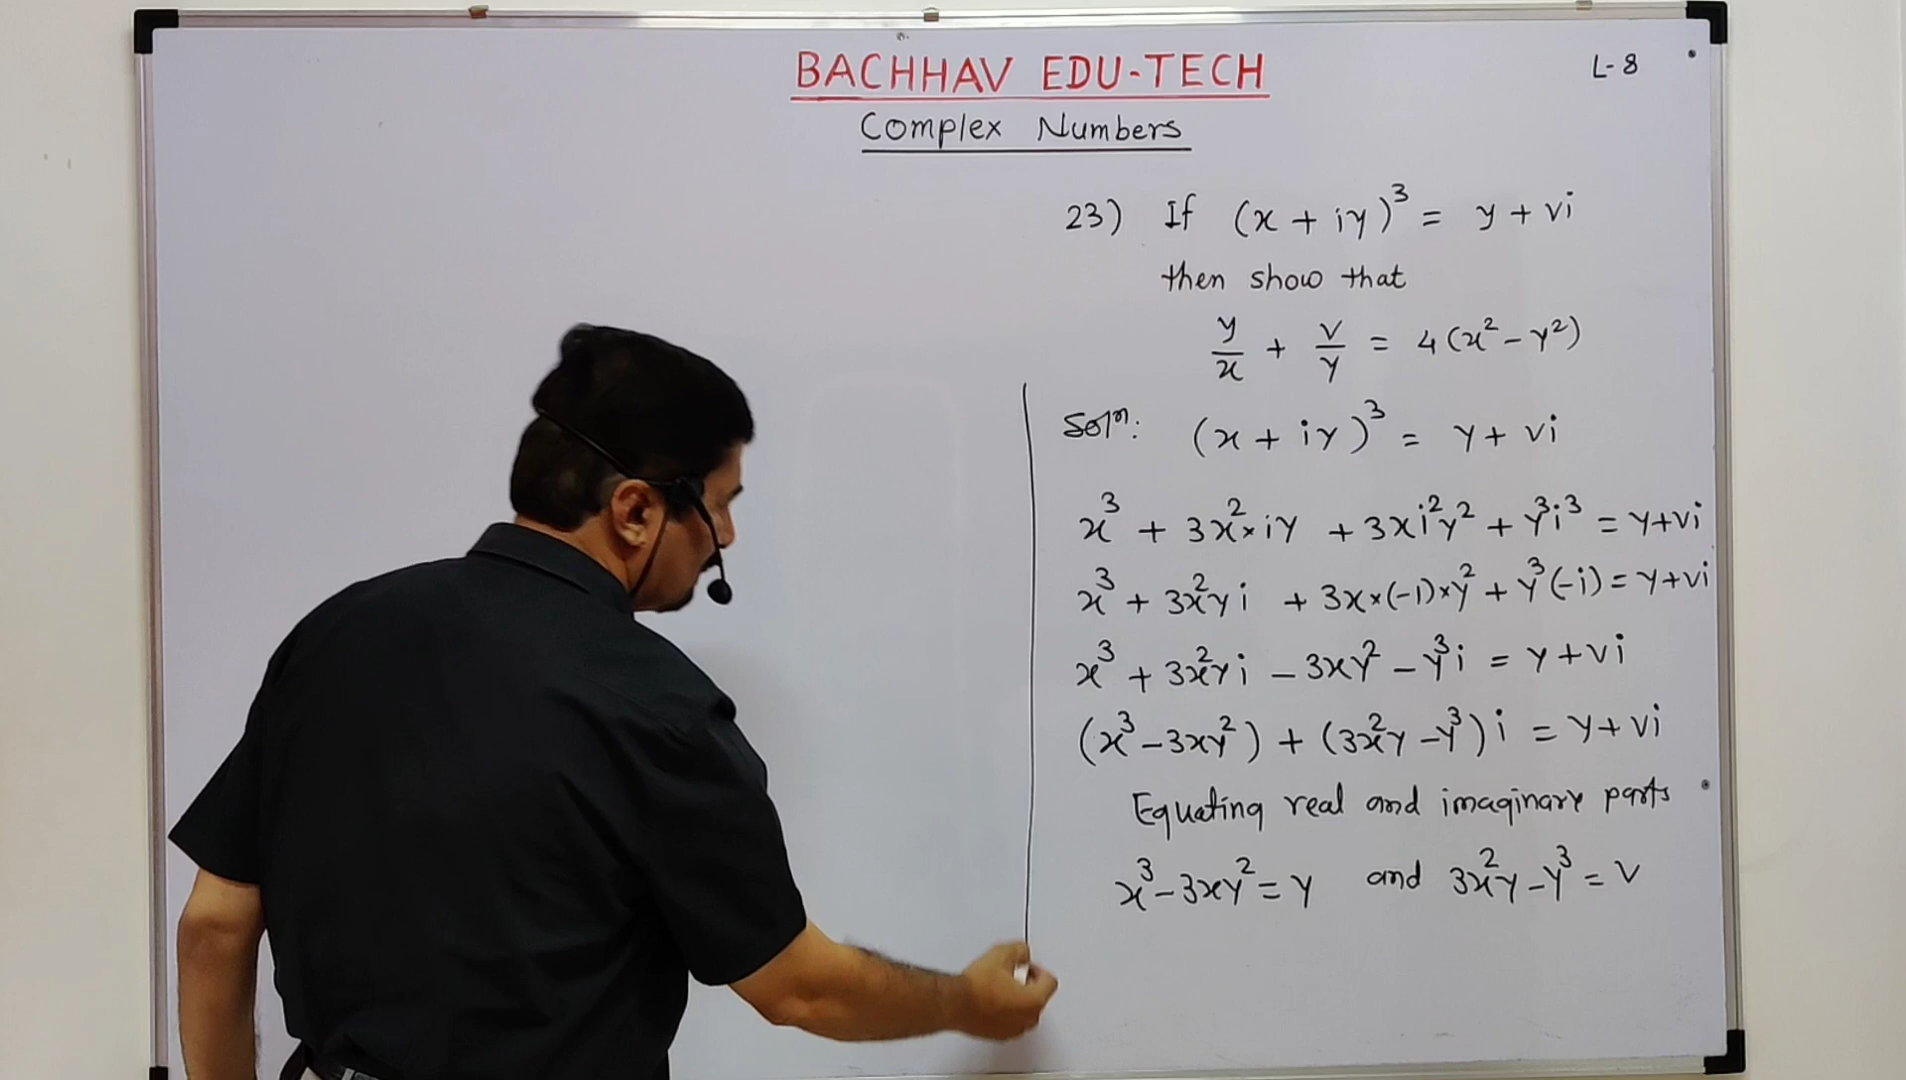 BACHHAV EDU-TECH
L-8
Complex Numbers
23) If (x + iy)³ = y + vi
then show that
y/x + v/y = 4(x² - y²)
Solⁿ: (x + iy)³ = y + vi
x³ + 3x² × iy + 3xi²y² + y³i³ = y+vi
x³ + 3x²yi + 3x×(-1)×y² + y³(-i) = y+vi
x³ + 3x²yi - 3xy² - y³i = y+vi
(x³ - 3xy²) + (3x²y - y³)i = y+vi
Equating real and imaginary parts
x³ - 3xy² = y and 3x²y - y³ = v